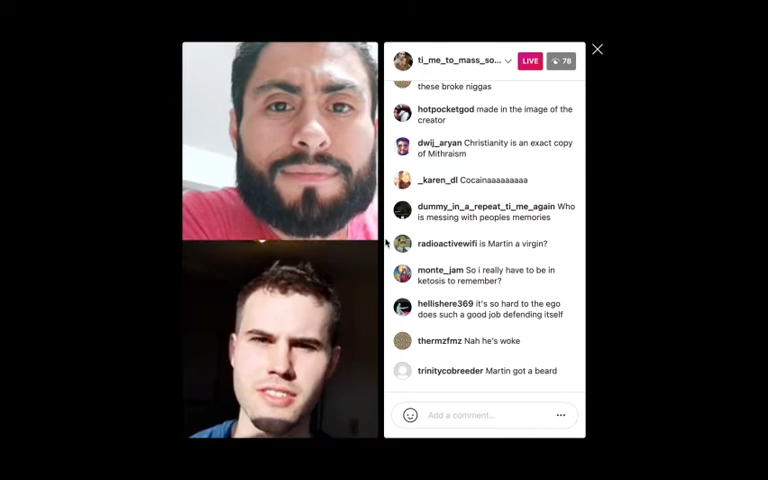 ti_me_to_mass_so...
LIVE
78
these broke niggas
hotpocketgod made in the image of the
creator
dwij_aryan Christianity is an exact copy
of Mithraism
_karen_dl Cocainaaaaaaaaa
dummy_in_a_repeat_ti_me_again Who
is messing with peoples memories
radioactivewifi is Martin a virgin?
monte_jam So i really have to be in
ketosis to remember?
hellishere369 it's so hard to the ego
does such a good job defending itself
thermzfmz Nah he's woke
trinitycobreeder Martin got a beard
Add a comment...